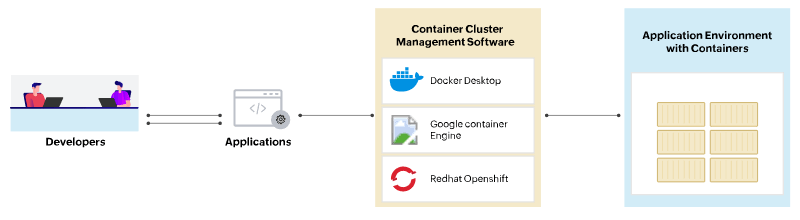 Container Cluster
Management Software
Application Environment
with Containers
Docker Desktop
</>
Google container
Engine
Developers
Applications
Redhat Openshift